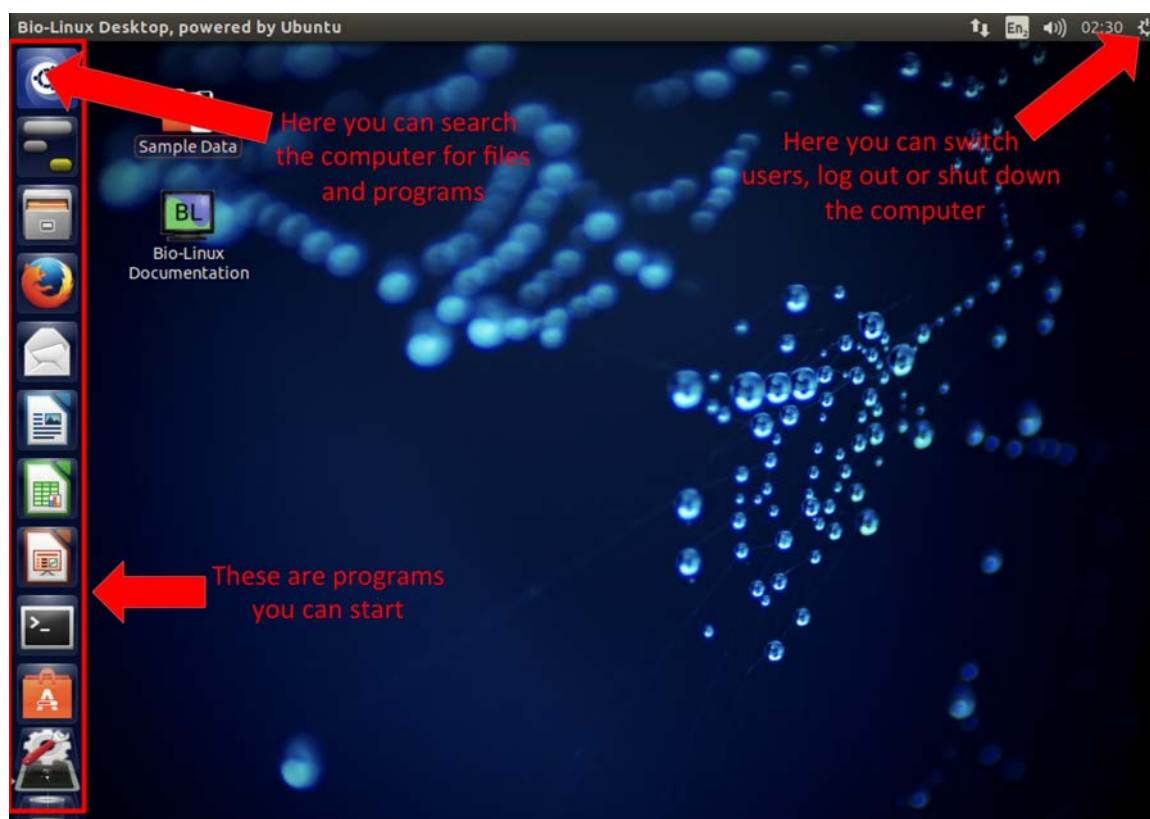 Bio-Linux Desktop, powered by Ubuntu
En2
02:30
Here you can search
the computer for files
and programs
Here you can switch
users, log out or shut down
the computer
Sample Data
BL
Bio-Linux
Documentation
These are programs
you can start
>_
A